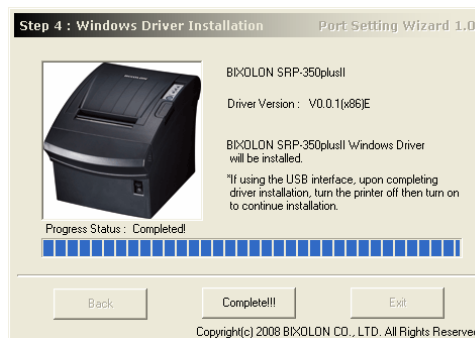 Step 4 : Windows Driver Installation
Port Setting Wizard 1.0
BIXOLON SRP-350plusII
Driver Version : V0.0.1(x86)E
BIXOLON SRP-350plusII Windows Driver
will be installed.
"If using the USB interface, upon completing
driver installation, turn the printer off then turn on
to continue installation.
Progress Status : Completed!
Back
Complete!!!
Exit
Copyright(c) 2008 BIXOLON CO., LTD. All Rights Reserved